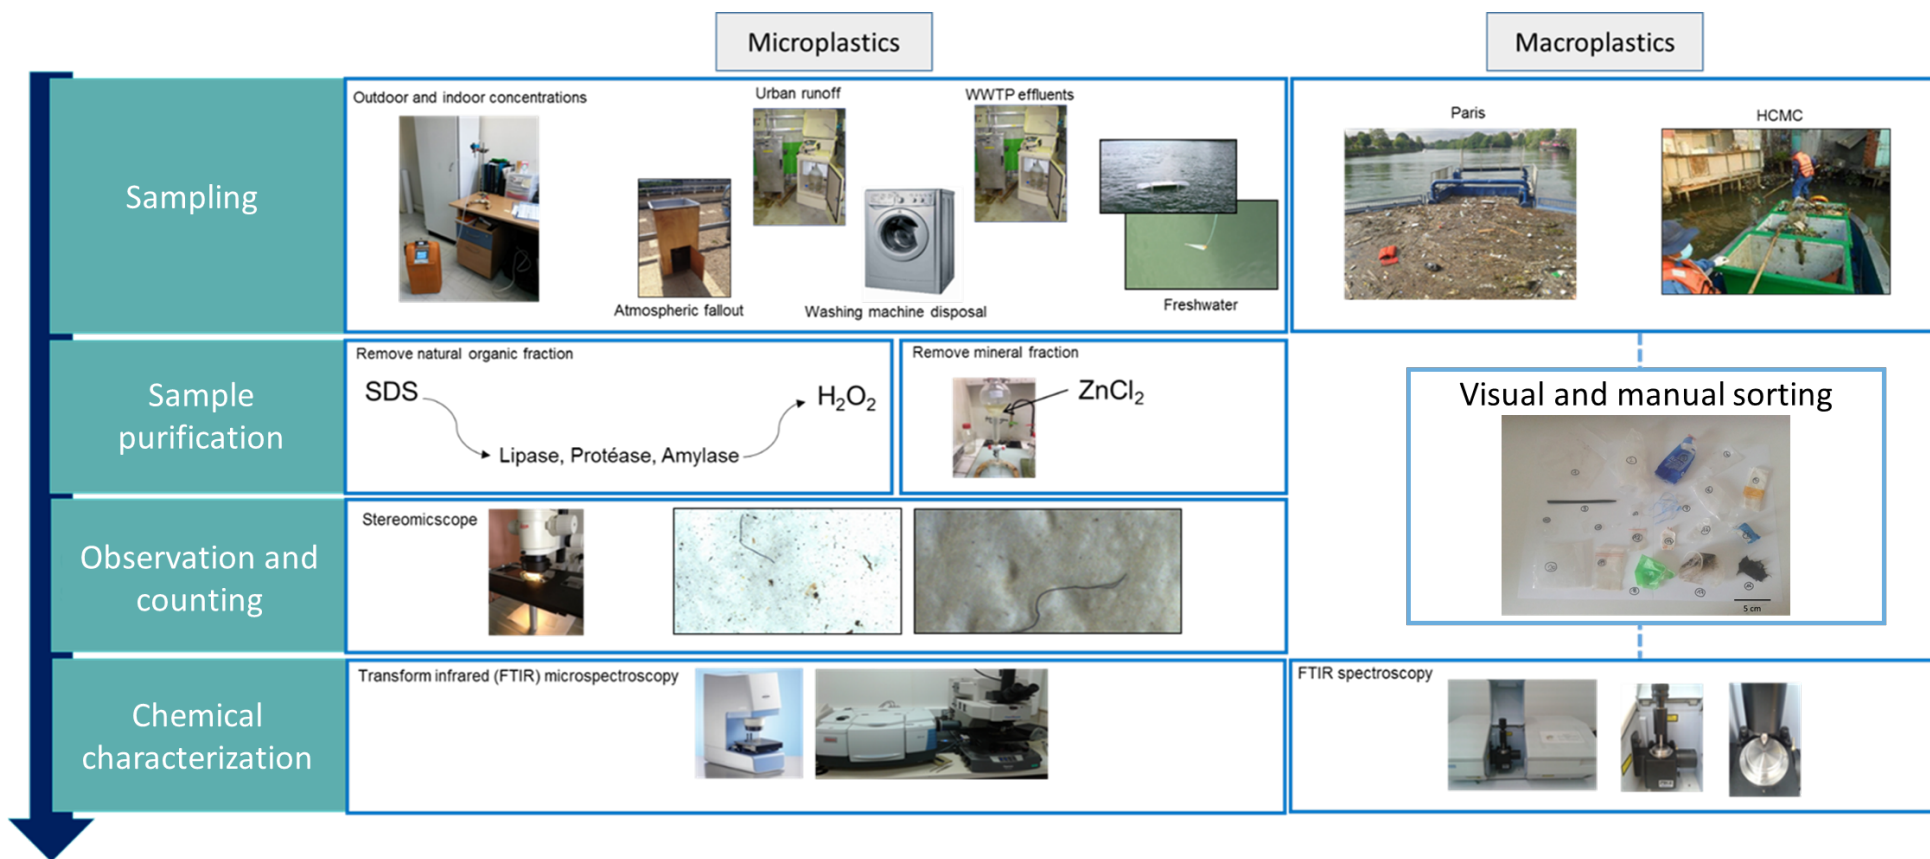 Microplastics
Macroplastics
Sampling
Outdoor and indoor concentrations
Urban runoff
WWTP effluents
Atmospheric fallout
Washing machine disposal
Freshwater
Paris
HCMC
Sample
purification
Remove natural organic fraction
SDS
Lipase, Protéase, Amylase
H₂O₂
Remove mineral fraction
ZnCl₂
Visual and manual sorting
5 cm
Observation and
counting
Stereomicscope
Chemical
characterization
Transform infrared (FTIR) microspectroscopy
FTIR spectroscopy